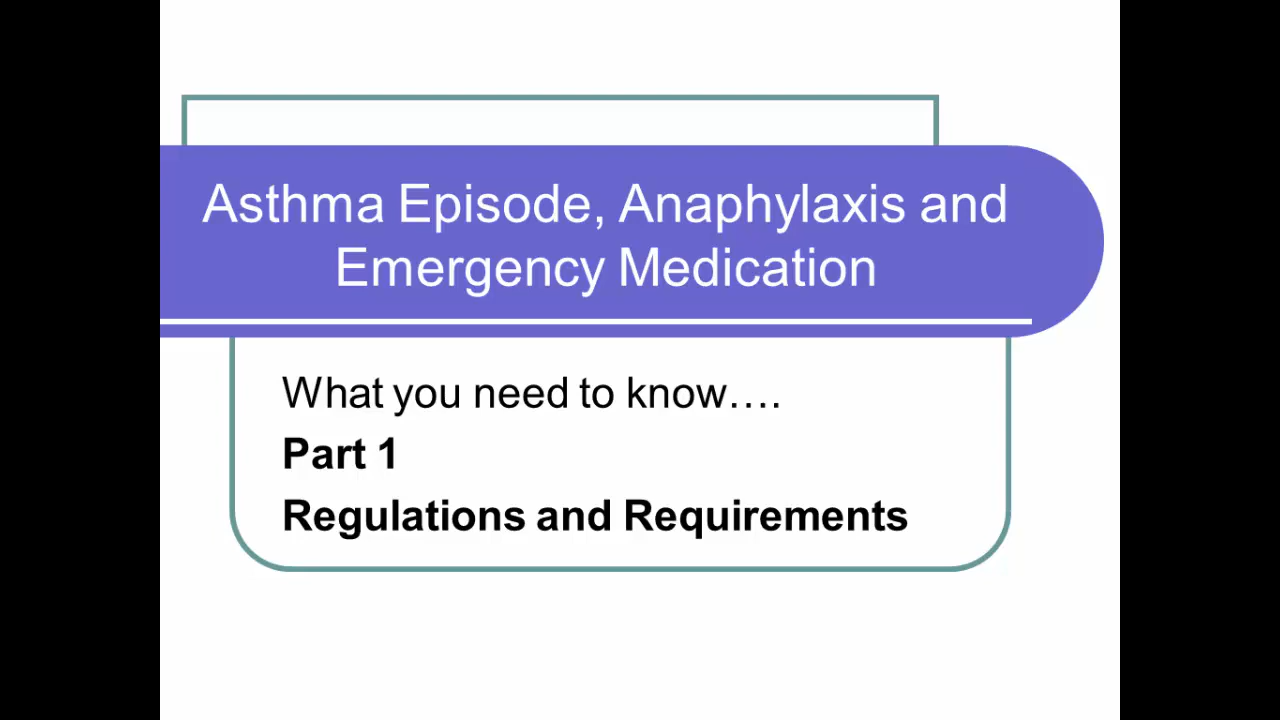 Asthma Episode, Anaphylaxis and
Emergency Medication
What you need to know….
Part 1
Regulations and Requirements